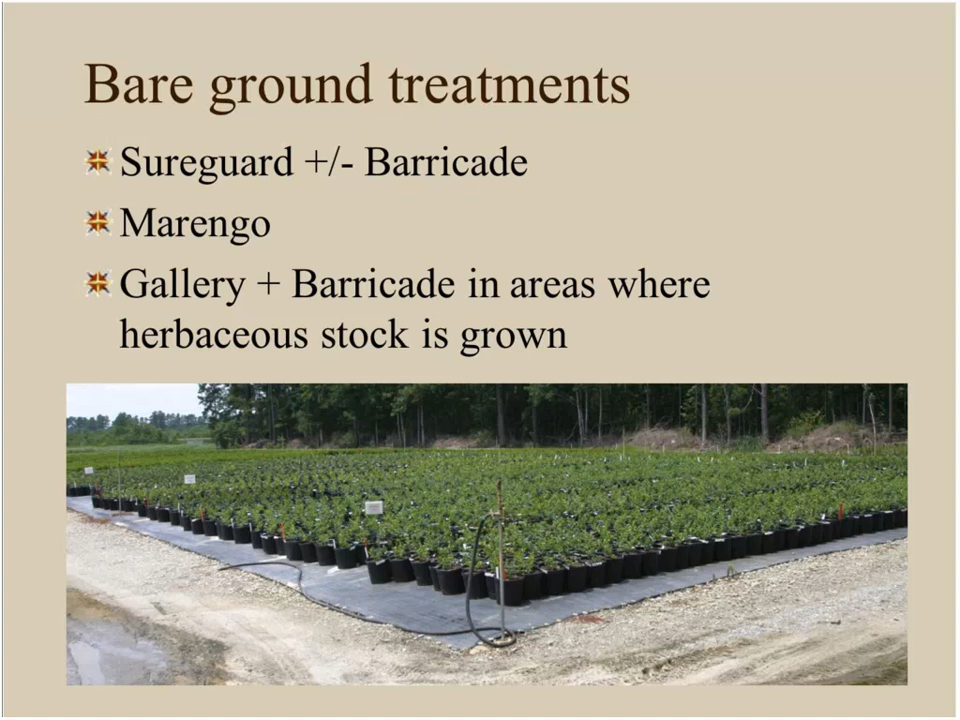 Bare ground treatments
Sureguard +/- Barricade
Marengo
Gallery + Barricade in areas where
herbaceous stock is grown